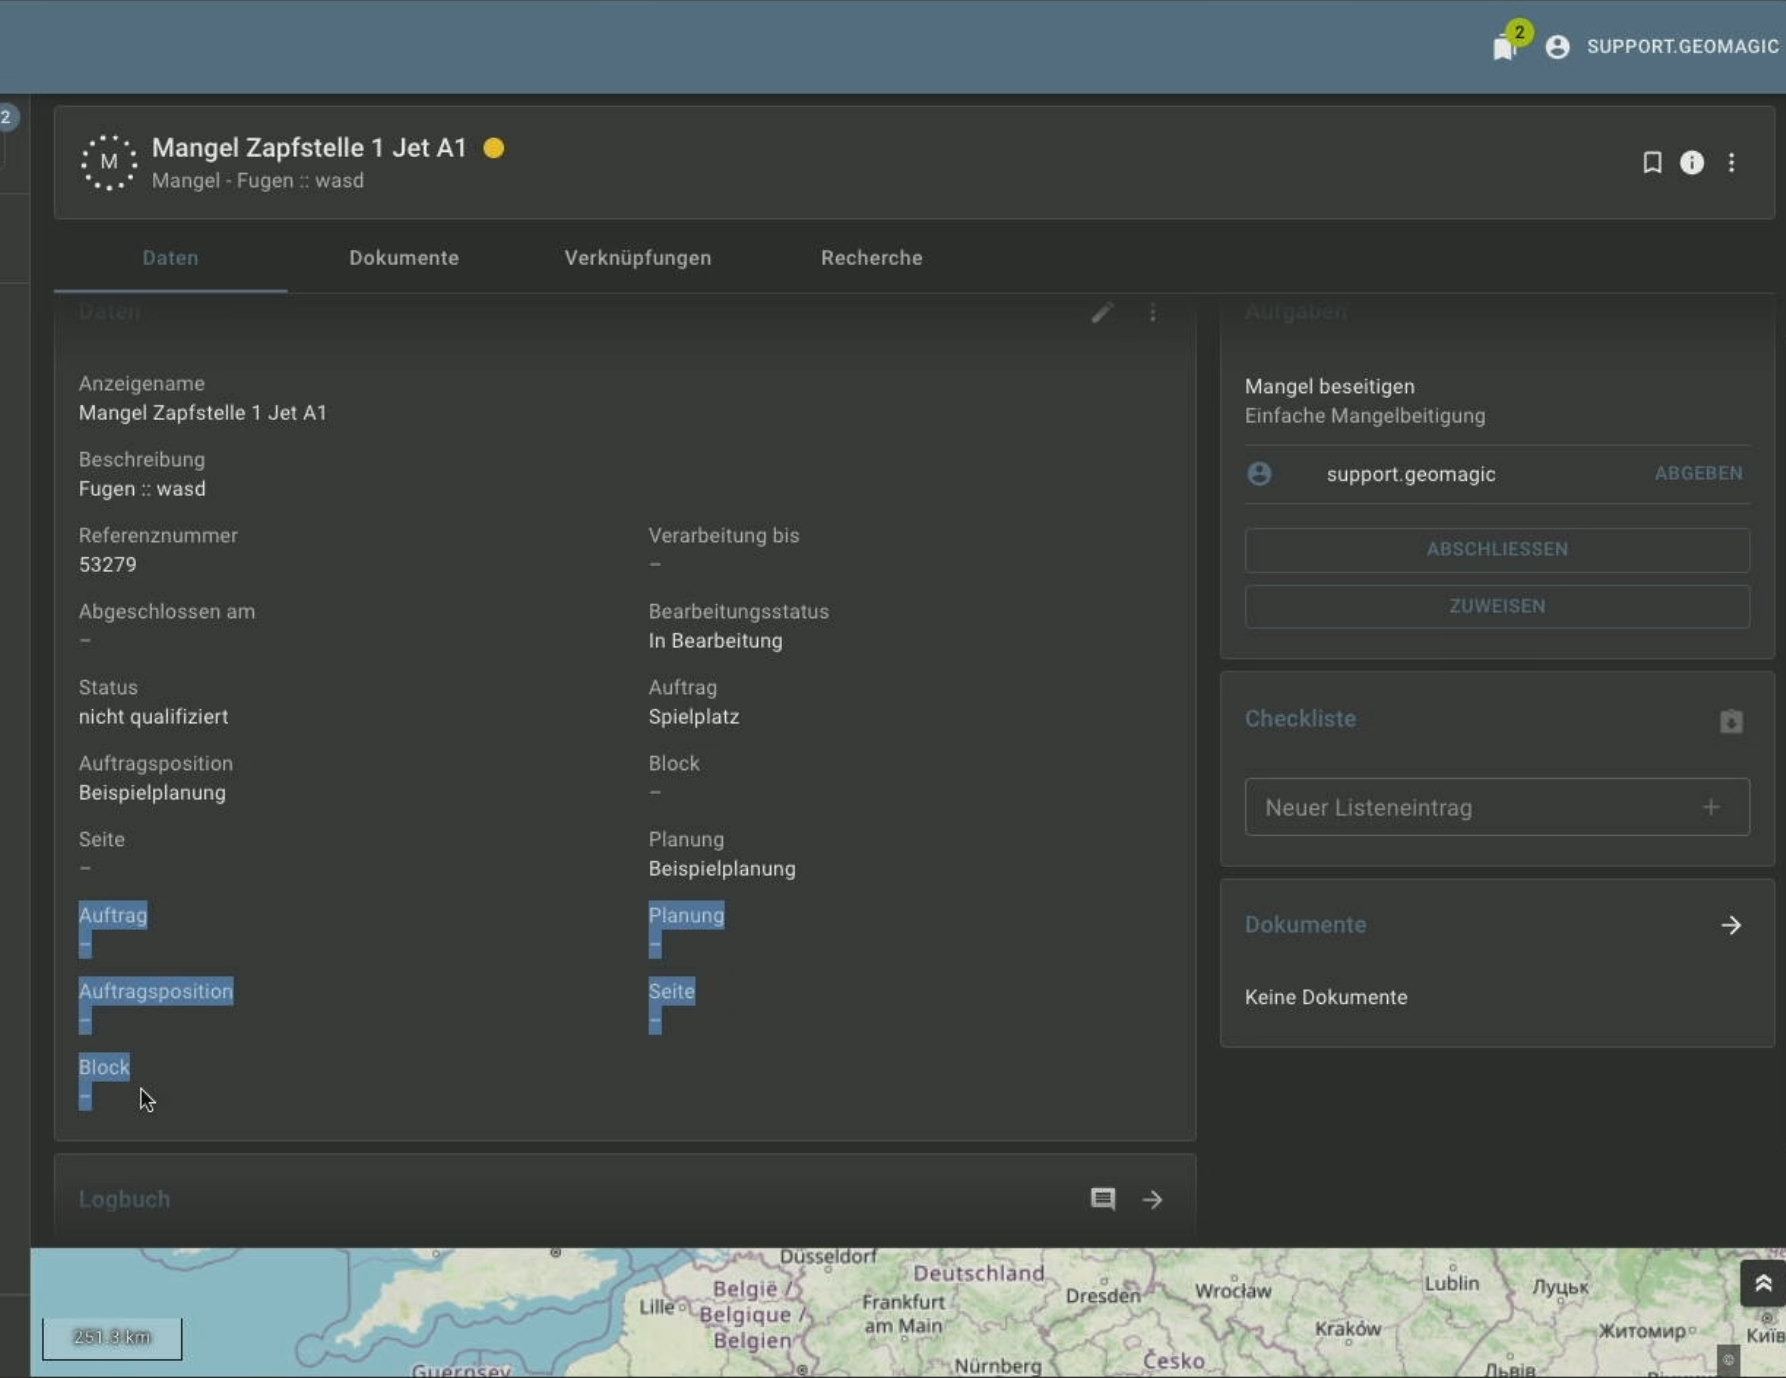 2
SUPPORT.GEOMAGIC
2
M
Mangel Zapfstelle 1 Jet A1
Mangel - Fugen :: wasd
Daten
Dokumente
Verknüpfungen
Recherche
Daten
Anzeigename
Mangel Zapfstelle 1 Jet A1
Beschreibung
Fugen :: wasd
Referenznummer
53279
Verarbeitung bis
–
Abgeschlossen am
–
Bearbeitungsstatus
In Bearbeitung
Status
nicht qualifiziert
Auftrag
Spielplatz
Auftragsposition
Beispielplanung
Block
–
Seite
–
Planung
Beispielplanung
Auftrag
–
Planung
–
Auftragsposition
–
Seite
–
Block
–
Logbuch
Aufgaben
Mangel beseitigen
Einfache Mangelbeitigung
support.geomagic
ABGEBEN
ABSCHLIESSEN
ZUWEISEN
Checkliste
Neuer Listeneintrag
Dokumente
Keine Dokumente
Düsseldorf
Deutschland
België /
Belgique /
Belgien
Lille
Frankfurt
am Main
Dresden
Wrocław
Lublin
Луцьк
Kraków
Житомир
Київ
251.3 km
Guernsey
Nürnberg
Česko
Львів